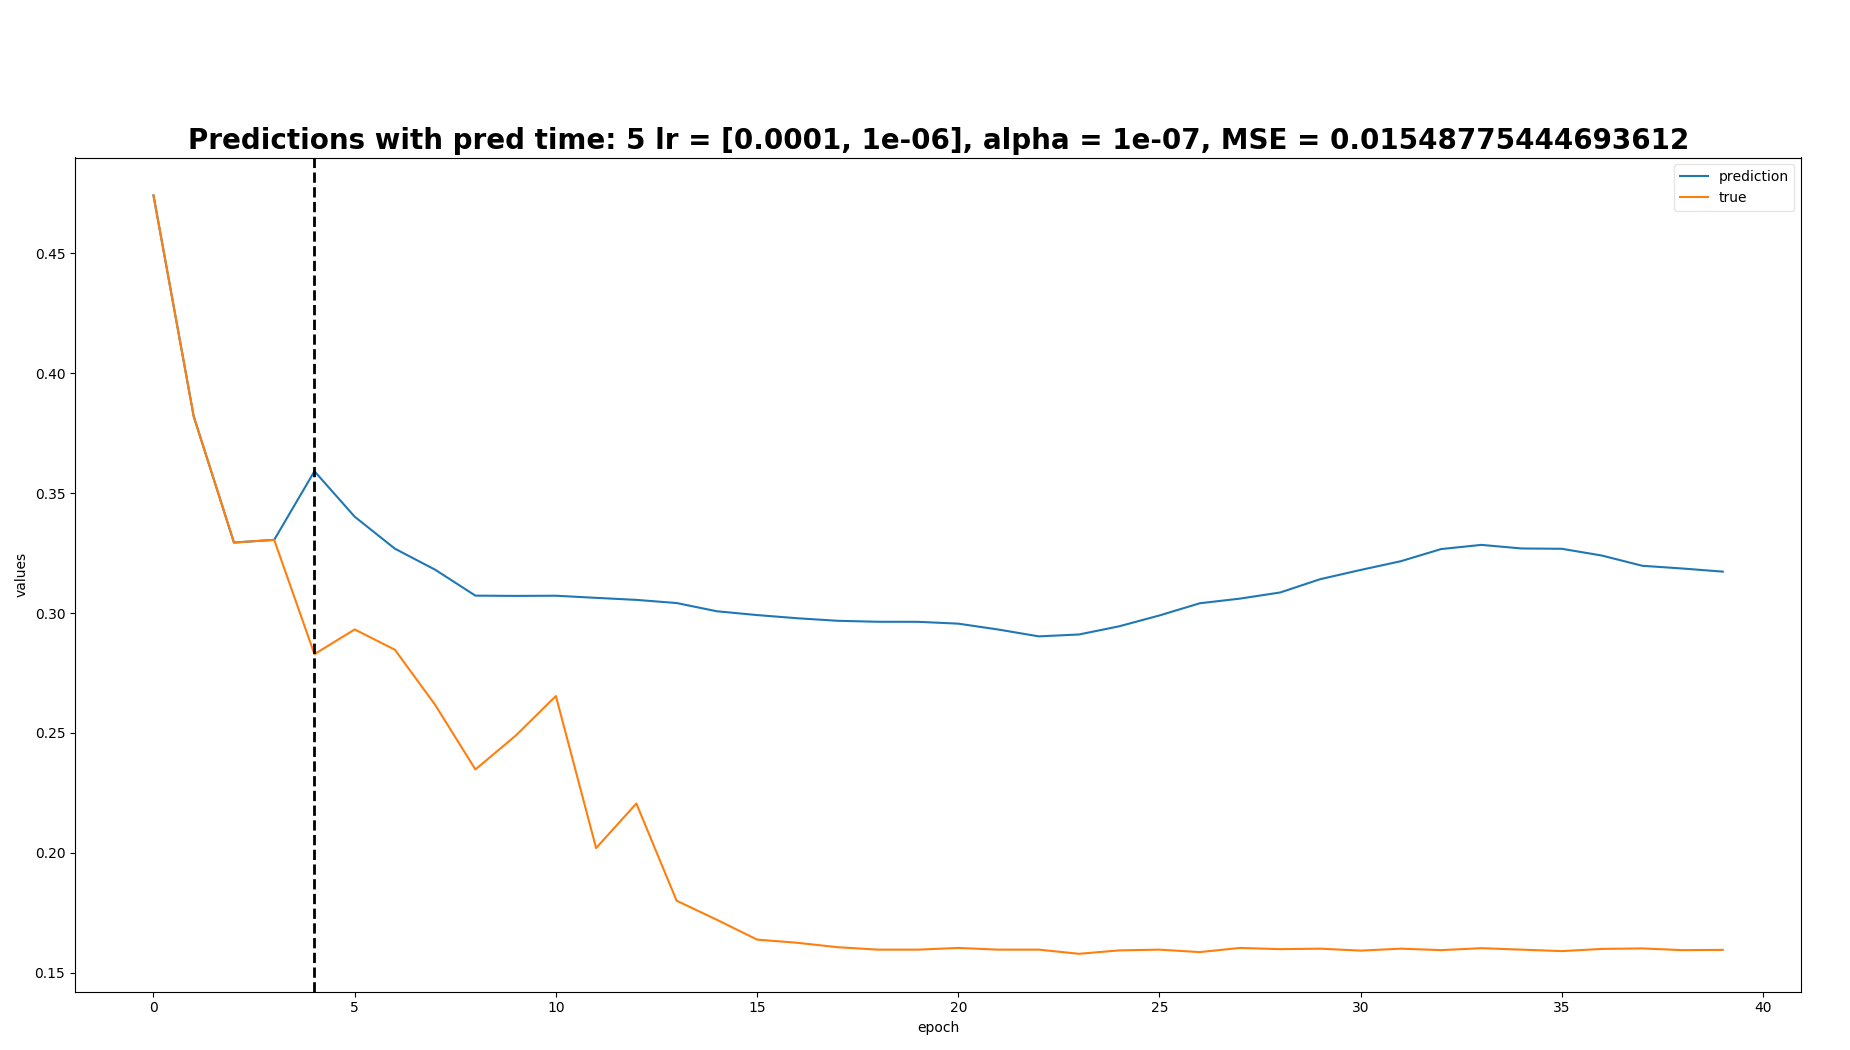 Predictions with pred time: 5 lr = [0.0001, 1e-06], alpha = 1e-07, MSE = 0.01548775444693612
prediction
true
0.45
0.40
0.35
0.30
0.25
0.20
0.15
values
0 5 10 15 20 25 30 35 40
epoch